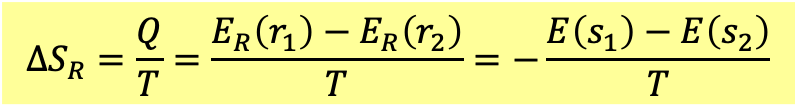 ΔS_R = Q/T = (E_R(r_1) − E_R(r_2))/T = −(E(s_1) − E(s_2))/T